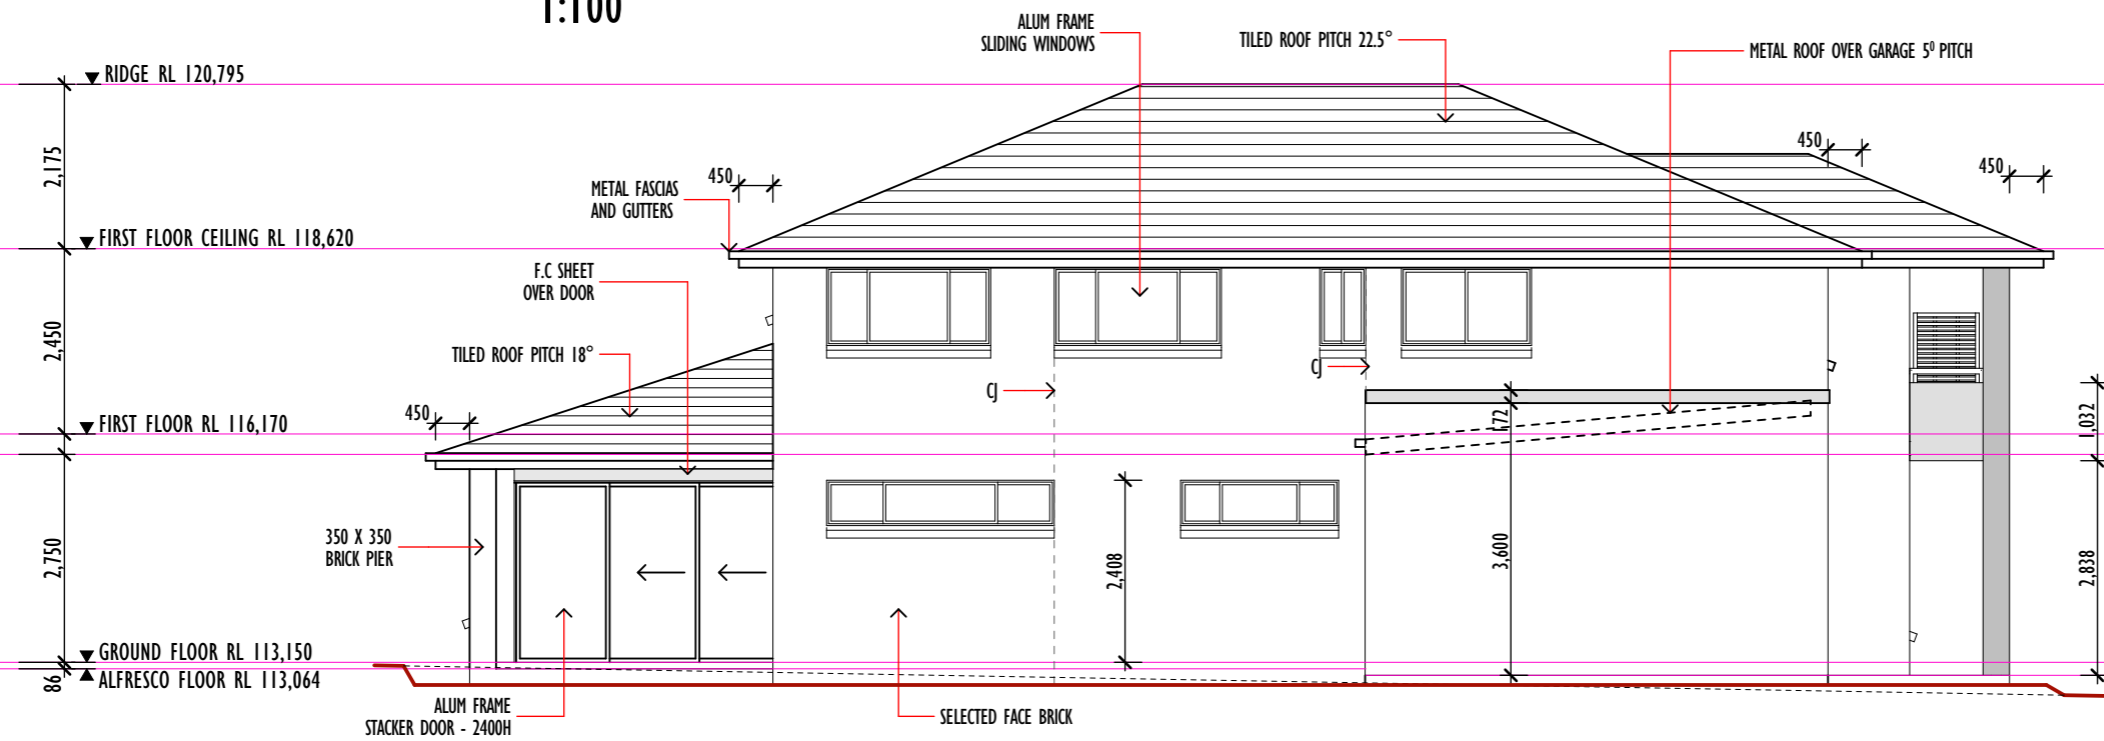 1:100
ALUM FRAME
SLIDING WINDOWS
TILED ROOF PITCH 22.5°
METAL ROOF OVER GARAGE 5⁰ PITCH
RIDGE RL 120,795
2,175
450
450
450
METAL FASCIAS
AND GUTTERS
FIRST FLOOR CEILING RL 118,620
F.C SHEET
OVER DOOR
2,450
TILED ROOF PITCH 18°
CJ
CJ
450
FIRST FLOOR RL 116,170
172
1,032
350 X 350
BRICK PIER
2,750
2,408
3,600
2,838
GROUND FLOOR RL 113,150
86
ALFRESCO FLOOR RL 113,064
ALUM FRAME
STACKER DOOR - 2400H
SELECTED FACE BRICK